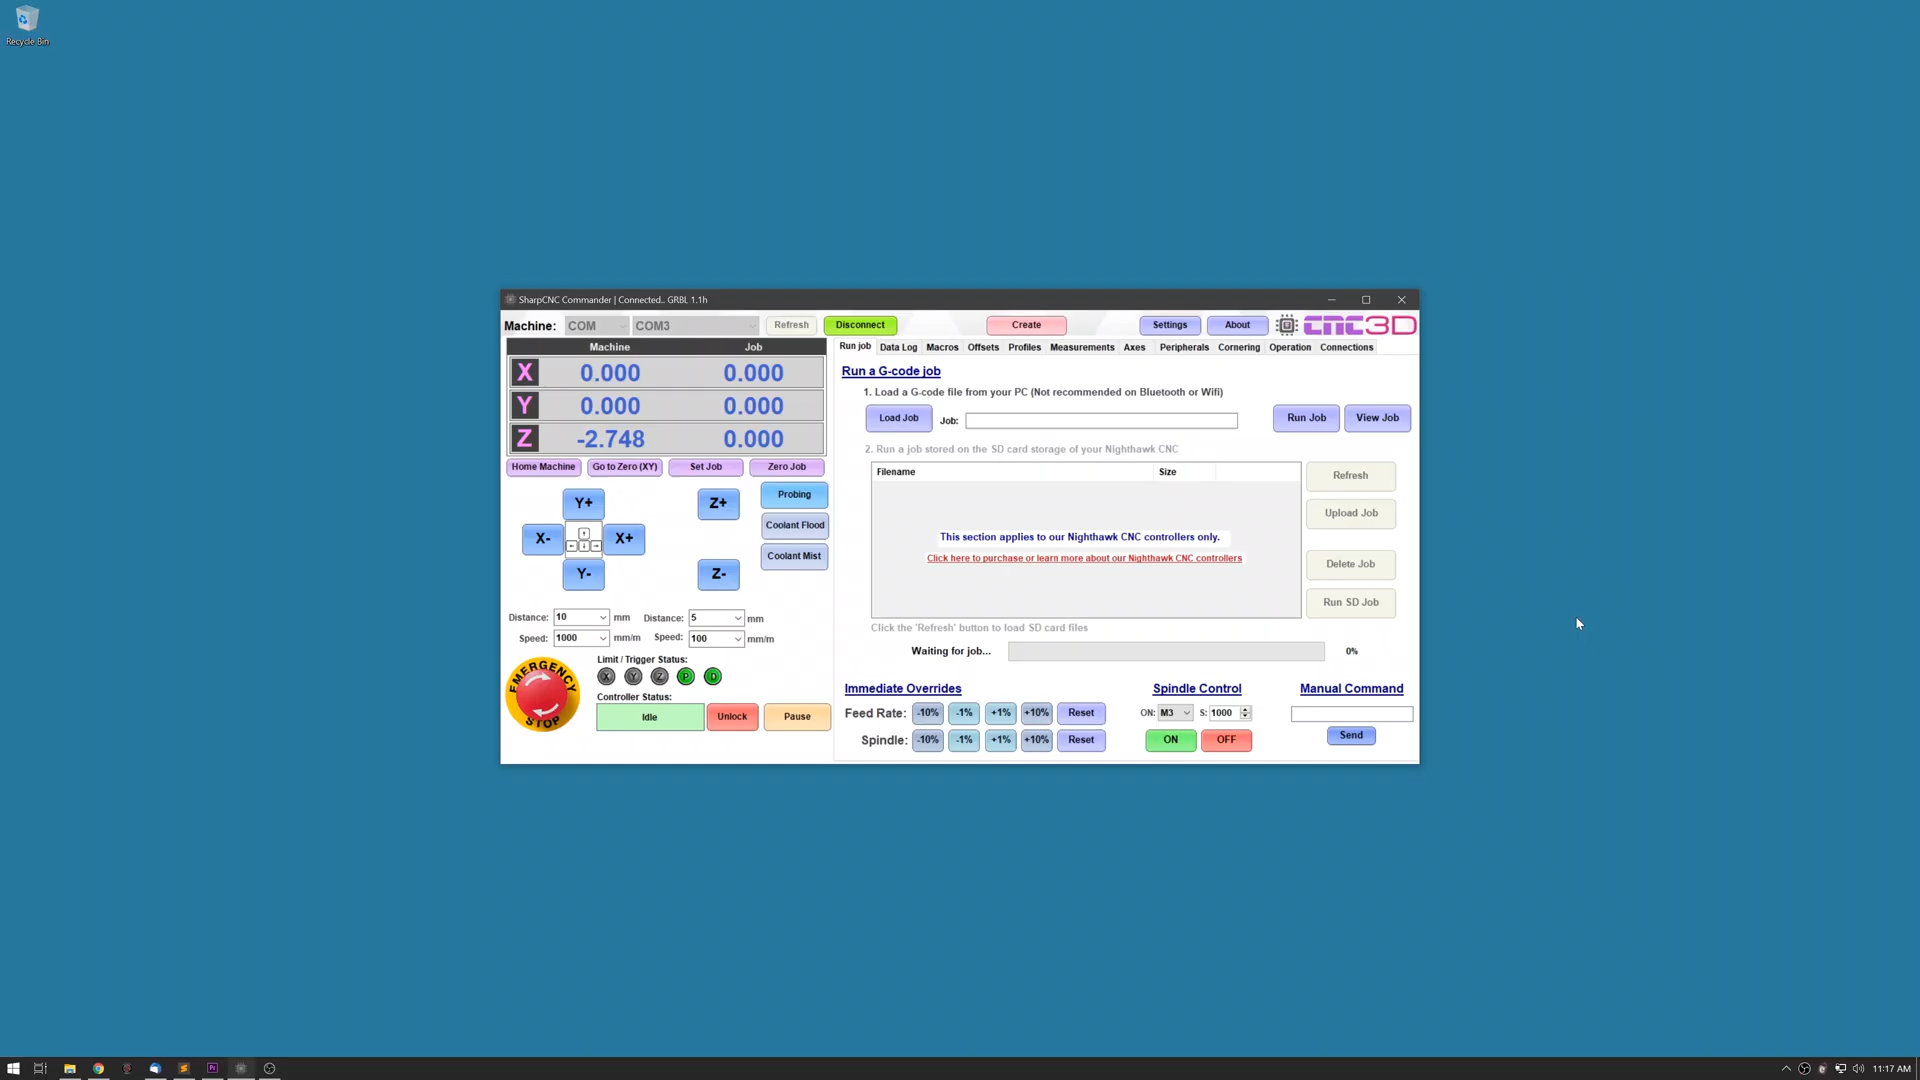 Recycle Bin
SharpCNC Commander | Connected.. GRBL 1.1h
Machine: COM COM3 Refresh Disconnect Create Settings About CNC3D
Machine Job
X 0.000 0.000
Y 0.000 0.000
Z -2.748 0.000
Home Machine Go to Zero (XY) Set Job Zero Job
Y+ Z+ Probing
X- X+ Coolant Flood
Y- Z- Coolant Mist
Distance: 10 mm Distance: 5 mm
Speed: 1000 mm/m Speed: 100 mm/m
EMERGENCY STOP
Limit / Trigger Status:
X Y Z P D
Controller Status:
Idle Unlock Pause
Run job Data Log Macros Offsets Profiles Measurements Axes Peripherals Cornering Operation Connections
Run a G-code job
1. Load a G-code file from your PC (Not recommended on Bluetooth or Wifi)
Load Job Job: Run Job View Job
2. Run a job stored on the SD card storage of your Nighthawk CNC
Filename Size Refresh
Upload Job
This section applies to our Nighthawk CNC controllers only.
Click here to purchase or learn more about our Nighthawk CNC controllers
Delete Job
Run SD Job
Click the 'Refresh' button to load SD card files
Waiting for job... 0%
Immediate Overrides Spindle Control Manual Command
Feed Rate: -10% -1% +1% +10% Reset ON: M3 S: 1000
Spindle: -10% -1% +1% +10% Reset ON OFF Send
Pr
11:17 AM